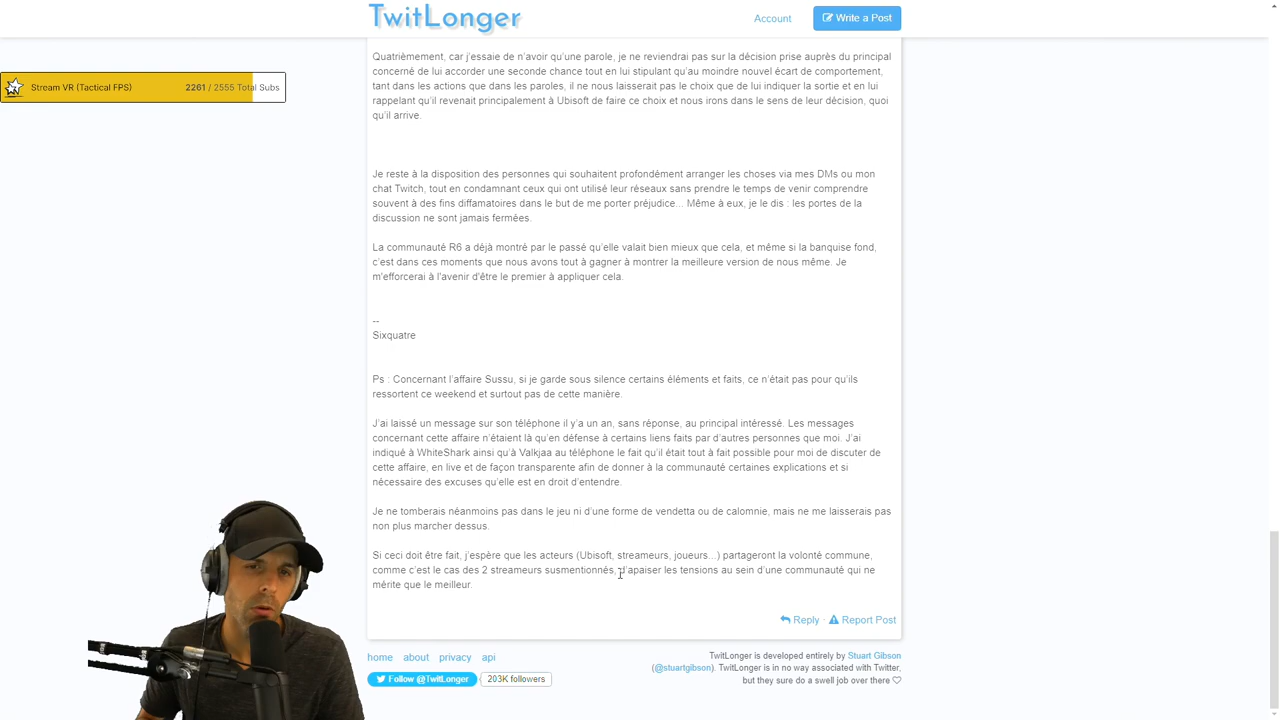 TwitLonger
Account
Write a Post
Quatrièmement, car j'essaie de n'avoir qu'une parole, je ne reviendrai pas sur la décision prise auprès du principal
concerné de lui accorder une seconde chance tout en lui stipulant qu'au moindre nouvel écart de comportement,
tant dans les actions que dans les paroles, il ne nous laisserait pas le choix que de lui indiquer la sortie et en lui
rappelant qu'il revenait principalement à Ubisoft de faire ce choix et nous irons dans le sens de leur décision, quoi
qu'il arrive.
Stream VR (Tactical FPS)
2261 / 2555 Total Subs
Je reste à la disposition des personnes qui souhaitent profondément arranger les choses via mes DMs ou mon
chat Twitch, tout en condamnant ceux qui ont utilisé leur réseaux sans prendre le temps de venir comprendre
souvent à des fins diffamatoires dans le but de me porter préjudice... Même à eux, je le dis : les portes de la
discussion ne sont jamais fermées.
La communauté R6 a déjà montré par le passé qu'elle valait bien mieux que cela, et même si la banquise fond,
c'est dans ces moments que nous avons tout à gagner à montrer la meilleure version de nous même. Je
m'efforcerai à l'avenir d'être le premier à appliquer cela.
--
Sixquatre
Ps : Concernant l'affaire Sussu, si je garde sous silence certains éléments et faits, ce n'était pas pour qu'ils
ressortent ce weekend et surtout pas de cette manière.
J'ai laissé un message sur son téléphone il y'a un an, sans réponse, au principal intéressé. Les messages
concernant cette affaire n'étaient là qu'en défense à certains liens faits par d'autres personnes que moi. J'ai
indiqué à WhiteShark ainsi qu'à Valkjaa au téléphone le fait qu'il était tout à fait possible pour moi de discuter de
cette affaire, en live et de façon transparente afin de donner à la communauté certaines explications et si
nécessaire des excuses qu'elle est en droit d'entendre.
Je ne tomberais néanmoins pas dans le jeu ni d'une forme de vendetta ou de calomnie, mais ne me laisserais pas
non plus marcher dessus.
Si ceci doit être fait, j'espère que les acteurs (Ubisoft, streameurs, joueurs...) partageront la volonté commune,
comme c'est le cas des 2 streameurs susmentionnés, d'apaiser les tensions au sein d'une communauté qui ne
mérite que le meilleur.
Reply · Report Post
home about privacy api
Follow @TwitLonger
203K followers
TwitLonger is developed entirely by Stuart Gibson
(@stuartgibson). TwitLonger is in no way associated with Twitter,
but they sure do a swell job over there